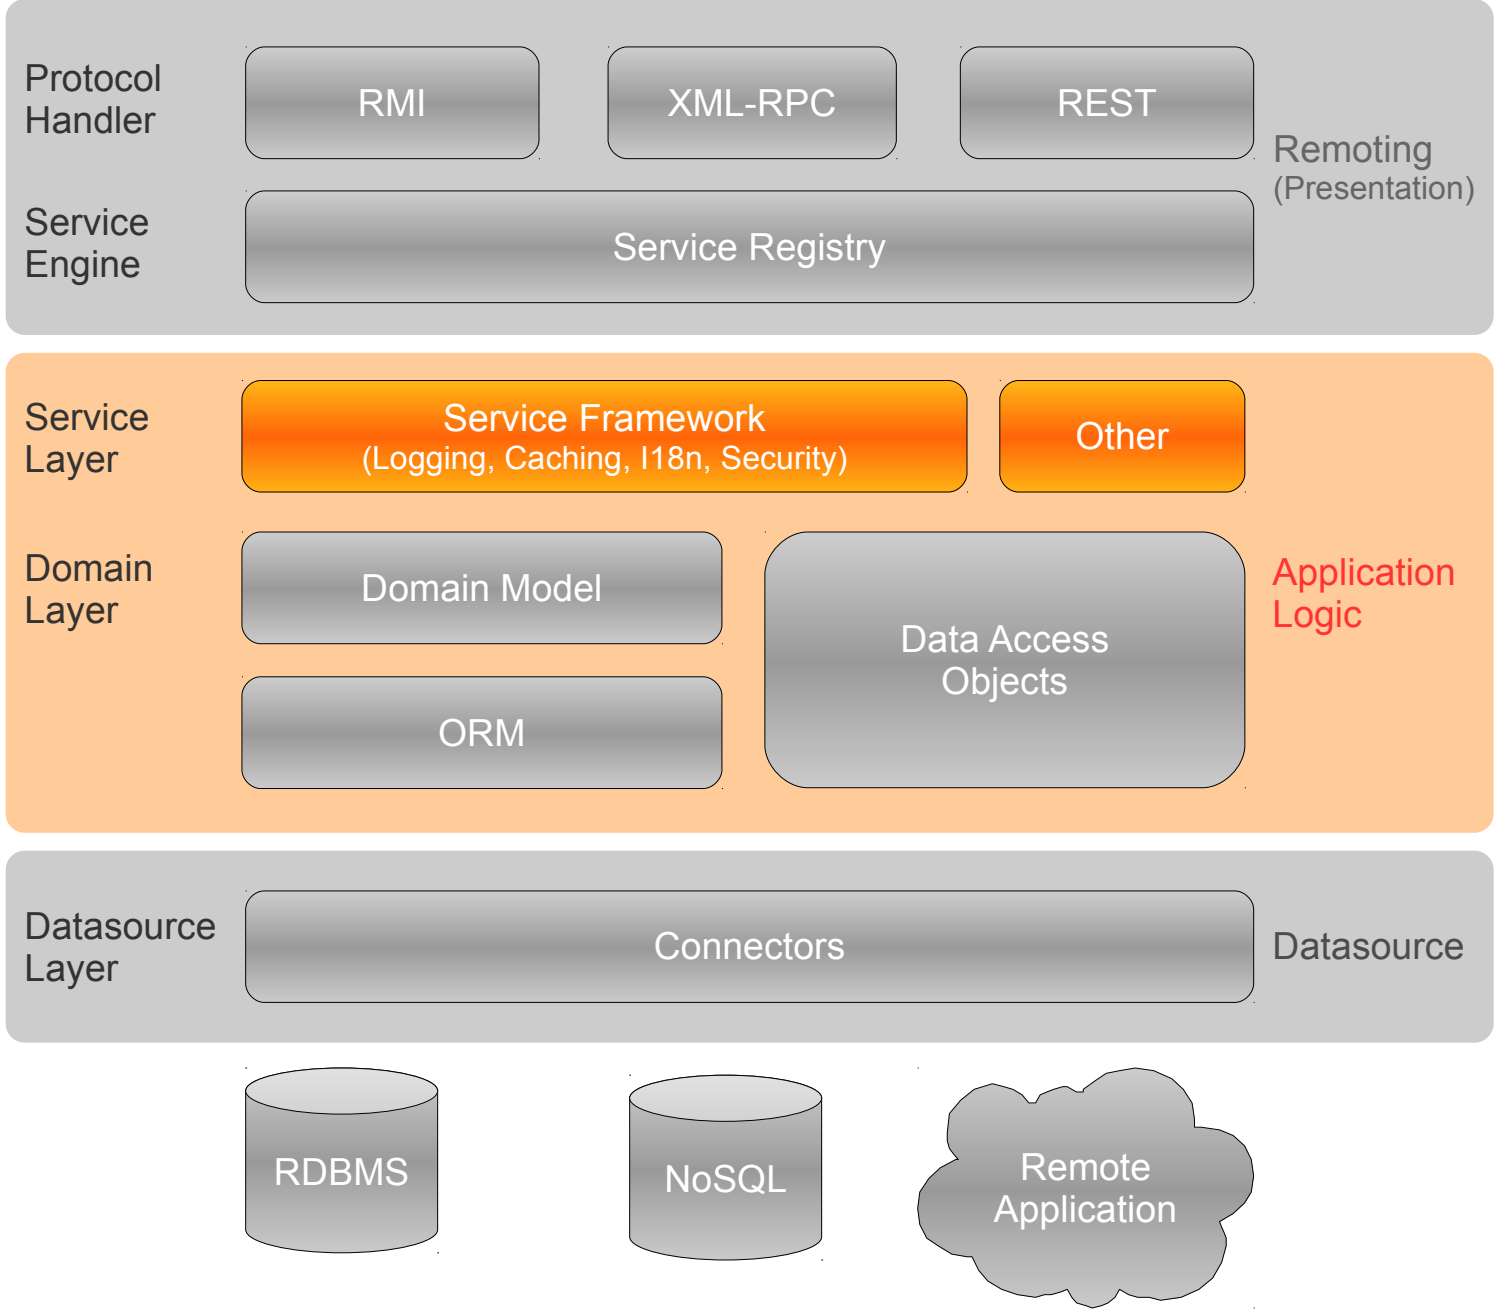 Protocol
Handler
RMI
XML-RPC
REST
Remoting
(Presentation)
Service
Engine
Service Registry
Service
Layer
Service Framework
(Logging, Caching, I18n, Security)
Other
Domain
Layer
Domain Model
Data Access
Objects
ORM
Application
Logic
Datasource
Layer
Connectors
Datasource
RDBMS
NoSQL
Remote
Application